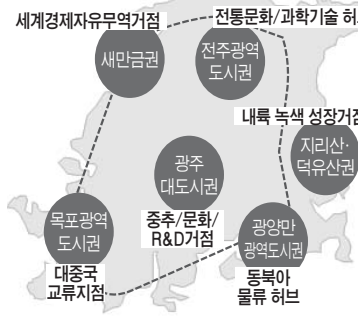 세계경제자유무역거점
전통문화/과학기술 허
새만금권
전주광역
도시권
내륙 녹색 성장거점
지리산·
덕유산권
광주
대도시권
중추/문화/
R&D거점
목포광역
도시권
대중국
교류지점
광양만
광역도시권
동북아
물류 허브